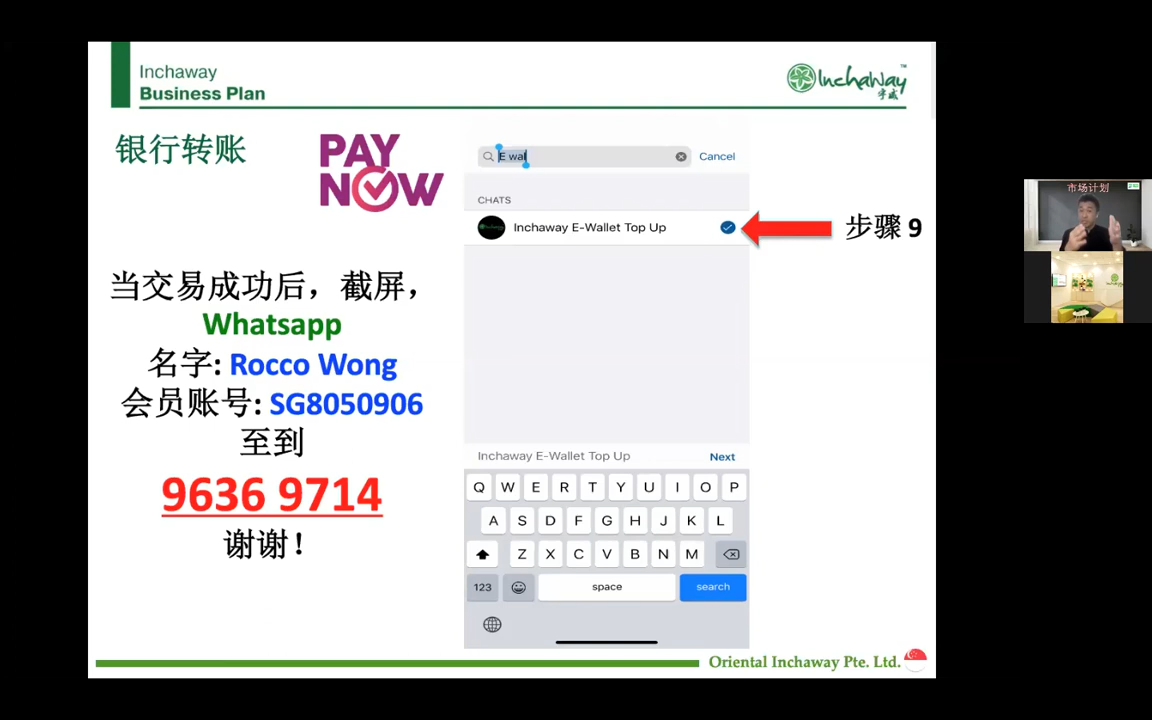 Inchaway
Business Plan
Inchaway™
宇威
银行转账
PAY
NOW
E wal
Cancel
CHATS
Inchaway E-Wallet Top Up
步骤 9
当交易成功后，截屏，
Whatsapp
名字: Rocco Wong
会员账号: SG8050906
至到
9636 9714
谢谢！
Inchaway E-Wallet Top Up
Next
Q W E R T Y U I O P
A S D F G H J K L
Z X C V B N M
123
space
search
Oriental Inchaway Pte. Ltd.
市场计划